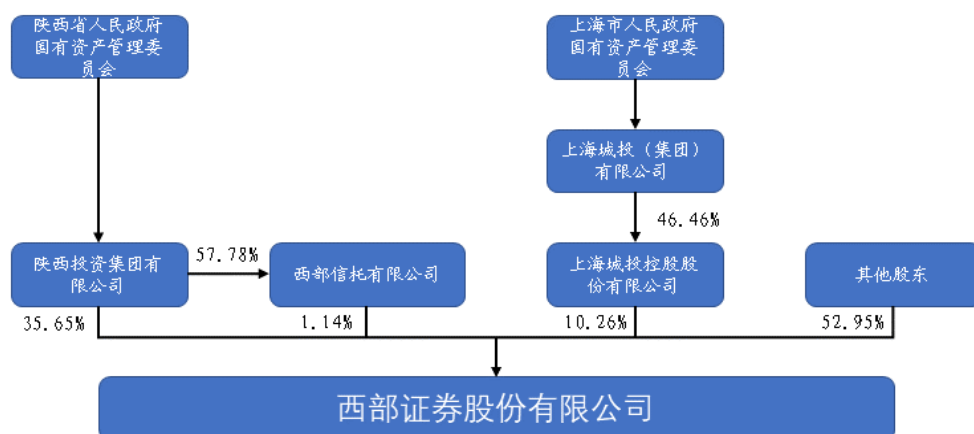 陕西省人民政府
国有资产管理委
员会
上海市人民政府
国有资产管理委
员会
上海城投（集团）
有限公司
46.46%
陕西投资集团有
限公司
57.78%
西部信托有限公司
上海城投控股股
份有限公司
其他股东
35.65%
1.14%
10.26%
52.95%
西部证券股份有限公司